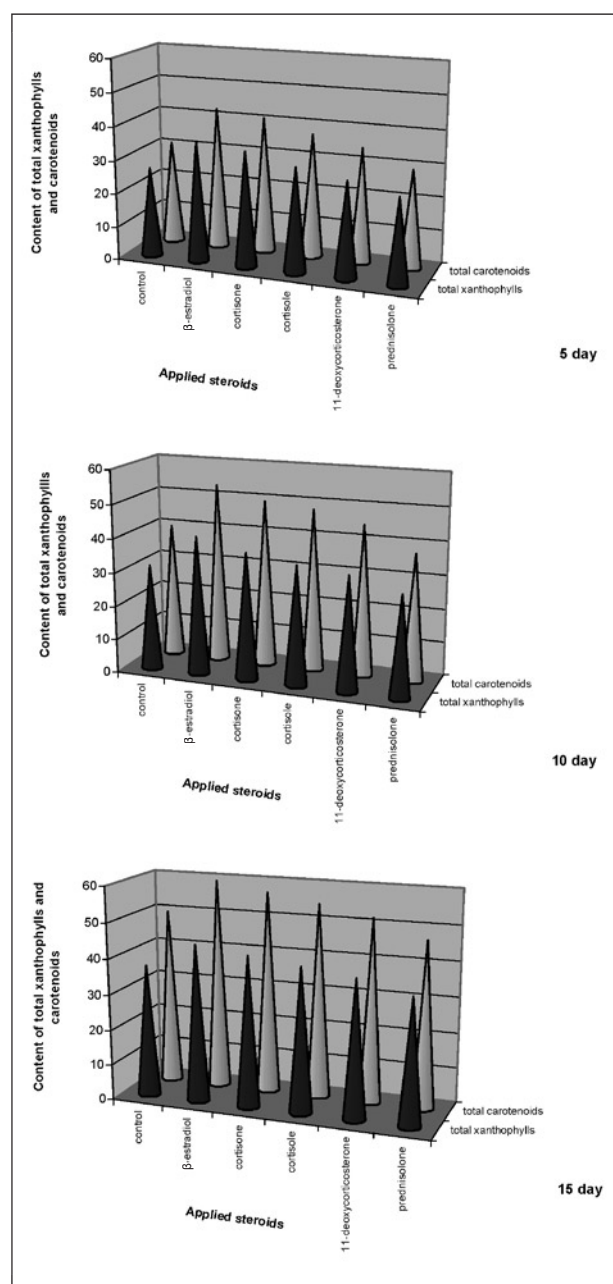 Content of total xanthophylls
and carotenoids
60
50
40
30
20
10
0
control
β-estradiol
cortisone
cortisole
11-deoxycorticosterone
prednisolone
total carotenoids
total xanthophylls
Applied steroids
5 day
Content of total xanthophyllls
and carotenoids
60
50
40
30
20
10
0
control
β-estradiol
cortisone
cortisole
11-deoxycorticosterone
prednisolone
total carotenoids
total xanthophylls
Applied steroids
10 day
Content of total xanthophylls and
carotenoids
60
50
40
30
20
10
0
control
β-estradiol
cortisone
cortisole
11-deoxycorticosterone
prednisolone
total carotenoids
total xanthophylls
Applied steroids
15 day